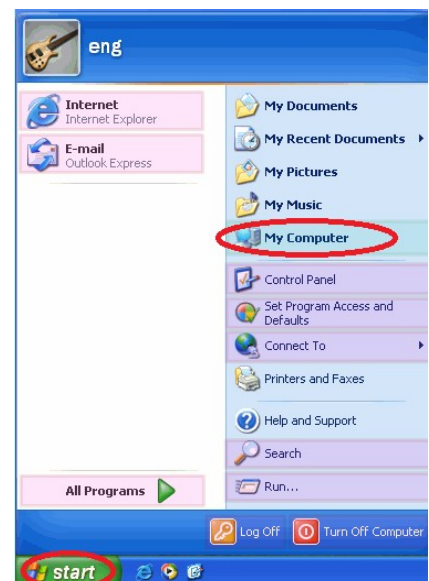 eng
Internet
Internet Explorer
E-mail
Outlook Express
All Programs
My Documents
My Recent Documents
My Pictures
My Music
My Computer
Control Panel
Set Program Access and
Defaults
Connect To
Printers and Faxes
Help and Support
Search
Run...
Log Off
Turn Off Computer
start